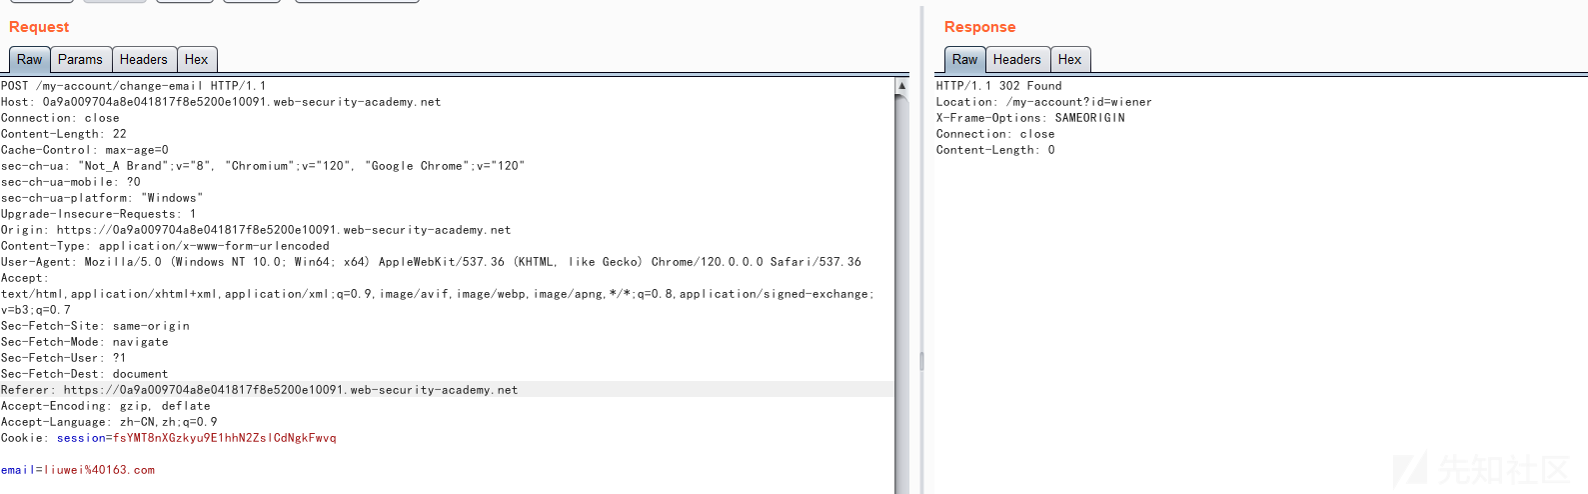 Request
Raw Params Headers Hex
POST /my-account/change-email HTTP/1.1
Host: 0a9a009704a8e041817f8e5200e10091.web-security-academy.net
Connection: close
Content-Length: 22
Cache-Control: max-age=0
sec-ch-ua: "Not_A Brand";v="8", "Chromium";v="120", "Google Chrome";v="120"
sec-ch-ua-mobile: ?0
sec-ch-ua-platform: "Windows"
Upgrade-Insecure-Requests: 1
Origin: https://0a9a009704a8e041817f8e5200e10091.web-security-academy.net
Content-Type: application/x-www-form-urlencoded
User-Agent: Mozilla/5.0 (Windows NT 10.0; Win64; x64) AppleWebKit/537.36 (KHTML, like Gecko) Chrome/120.0.0.0 Safari/537.36
Accept:
text/html,application/xhtml+xml,application/xml;q=0.9,image/avif,image/webp,image/apng,*/*;q=0.8,application/signed-exchange;
v=b3;q=0.7
Sec-Fetch-Site: same-origin
Sec-Fetch-Mode: navigate
Sec-Fetch-User: ?1
Sec-Fetch-Dest: document
Referer: https://0a9a009704a8e041817f8e5200e10091.web-security-academy.net
Accept-Encoding: gzip, deflate
Accept-Language: zh-CN,zh;q=0.9
Cookie: session=fsYMT8nXGzkyu9E1hhN2ZslCdNgkFwvq
email=liuwei%40163.com
Response
Raw Headers Hex
HTTP/1.1 302 Found
Location: /my-account?id=wiener
X-Frame-Options: SAMEORIGIN
Connection: close
Content-Length: 0
先知社区